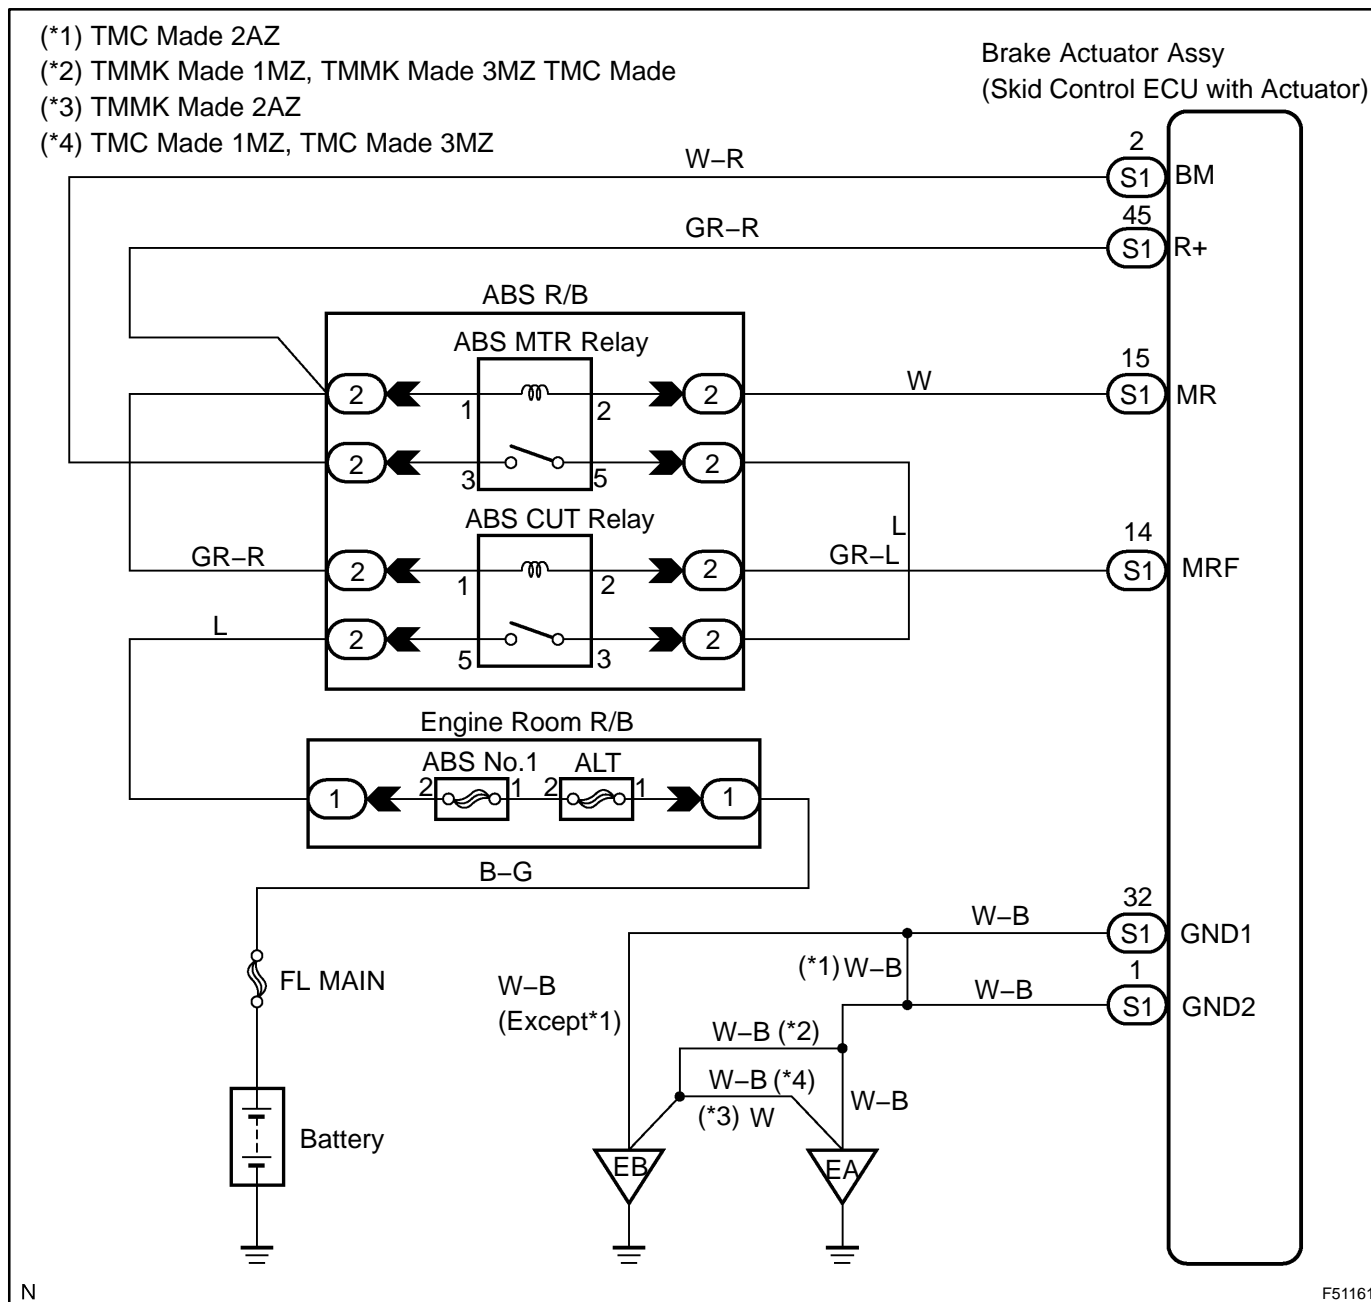 (*1) TMC Made 2AZ
(*2) TMMK Made 1MZ, TMMK Made 3MZ TMC Made
(*3) TMMK Made 2AZ
(*4) TMC Made 1MZ, TMC Made 3MZ
Brake Actuator Assy
(Skid Control ECU with Actuator)
W–R
2
S1
BM
GR–R
45
S1
R+
ABS R/B
ABS MTR Relay
2
1
2
2
W
15
S1
MR
2
3
5
2
L
ABS CUT Relay
GR–R
2
1
2
2
GR–L
14
S1
MRF
L
2
5
3
2
Engine Room R/B
ABS No.1
ALT
1
2
1
2
1
1
B–G
FL MAIN
Battery
W–B
32
S1
GND1
(*1) W–B
W–B
1
S1
GND2
W–B
(Except*1)
W–B (*2)
W–B (*4)
(*3) W
W–B
EB
EA
N
F51161